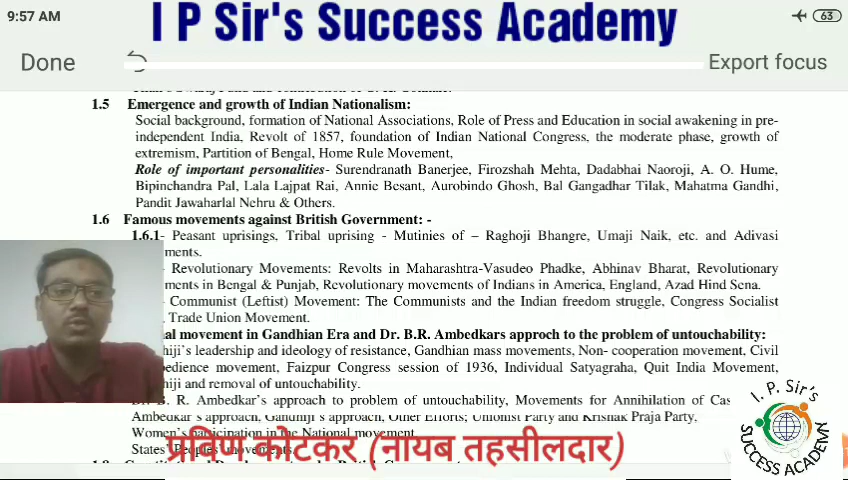 I P Sir's Success Academy
9:57 AM
63
Done
Export focus
1.5 Emergence and growth of Indian Nationalism:
Social background, formation of National Associations, Role of Press and Education in social awakening in pre-
independent India, Revolt of 1857, foundation of Indian National Congress, the moderate phase, growth of
extremism, Partition of Bengal, Home Rule Movement,
Role of important personalities- Surendranath Banerjee, Firozshah Mehta, Dadabhai Naoroji, A. O. Hume,
Bipinchandra Pal, Lala Lajpat Rai, Annie Besant, Aurobindo Ghosh, Bal Gangadhar Tilak, Mahatma Gandhi,
Pandit Jawaharlal Nehru & Others.
1.6 Famous movements against British Government: -
1.6.1- Peasant uprisings, Tribal uprising - Mutinies of – Raghoji Bhangre, Umaji Naik, etc. and Adivasi
ments.
Revolutionary Movements: Revolts in Maharashtra-Vasudeo Phadke, Abhinav Bharat, Revolutionary
ments in Bengal & Punjab, Revolutionary movements of Indians in America, England, Azad Hind Sena.
Communist (Leftist) Movement: The Communists and the Indian freedom struggle, Congress Socialist
Trade Union Movement.
al movement in Gandhian Era and Dr. B.R. Ambedkars approch to the problem of untouchability:
hiji's leadership and ideology of resistance, Gandhian mass movements, Non- cooperation movement, Civil
edience movement, Faizpur Congress session of 1936, Individual Satyagraha, Quit India Movement,
hiji and removal of untouchability.
R. Ambedkar's approach to problem of untouchability, Movements for Annihilation of Cas
Ambedkar's approach, Gandhiji's approach, Other Efforts; Unionist Party and Krishak Praja Party,
Women's participation in the National movement
States Peoples' movements.
प्रविण कोटकर (नायब तहसीलदार)
I. P. Sir's
SUCCESS ACADEMY